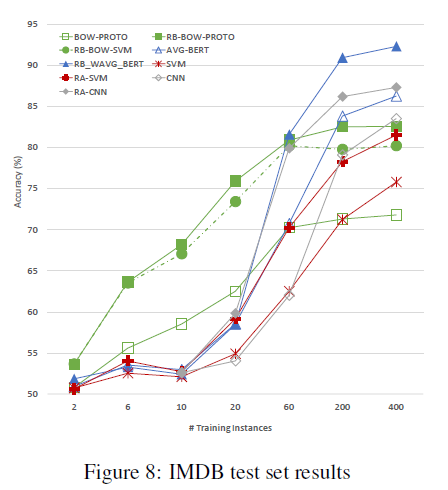 95
BOW-PROTO RB-BOW-PROTO
RB-BOW-SVM AVG-BERT
90
RB_WAVG_BERT SVM
RA-SVM CNN
RA-CNN
85
80
75
70
65
60
55
50
Accuracy (%)
2 6 10 20 60 200 400
# Training Instances
Figure 8: IMDB test set results